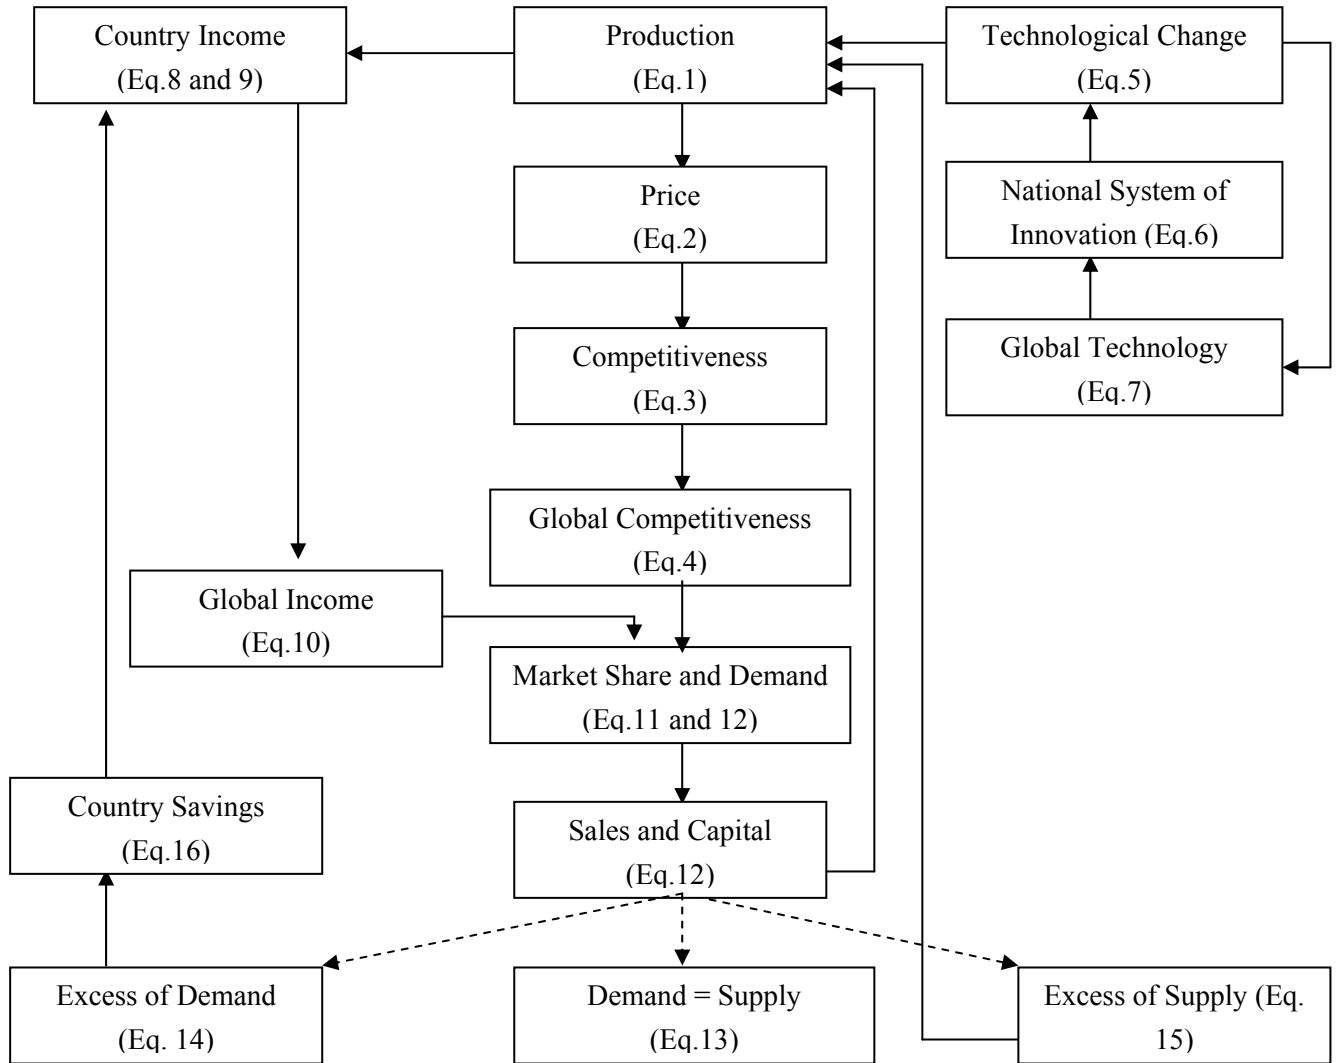 Country Income
(Eq.8 and 9)
Production
(Eq.1)
Technological Change
(Eq.5)
Price
(Eq.2)
National System of
Innovation (Eq.6)
Competitiveness
(Eq.3)
Global Technology
(Eq.7)
Global Competitiveness
(Eq.4)
Global Income
(Eq.10)
Market Share and Demand
(Eq.11 and 12)
Country Savings
(Eq.16)
Sales and Capital
(Eq.12)
Excess of Demand
(Eq. 14)
Demand = Supply
(Eq.13)
Excess of Supply (Eq.
15)